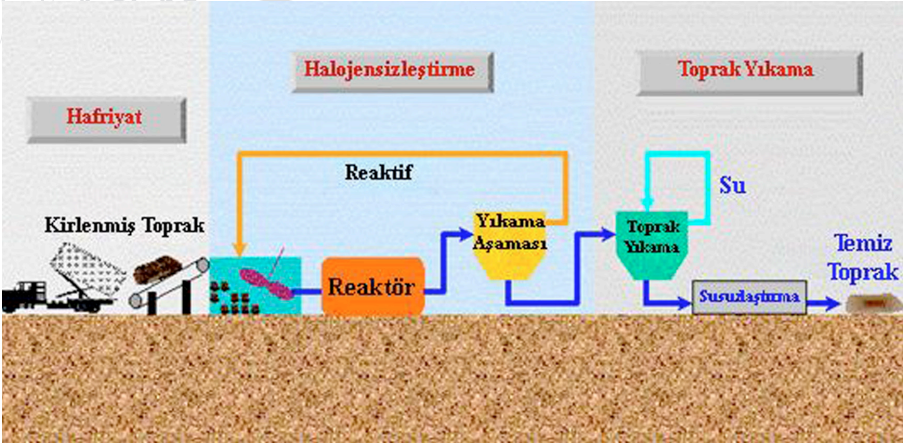 Hafriyat
Halojensizleştirme
Toprak Yıkama
Reaktif
Kirlenmiş Toprak
Reaktör
Yıkama
Aşaması
Toprak
Yıkama
Su
Susuzlaştırma
Temiz
Toprak